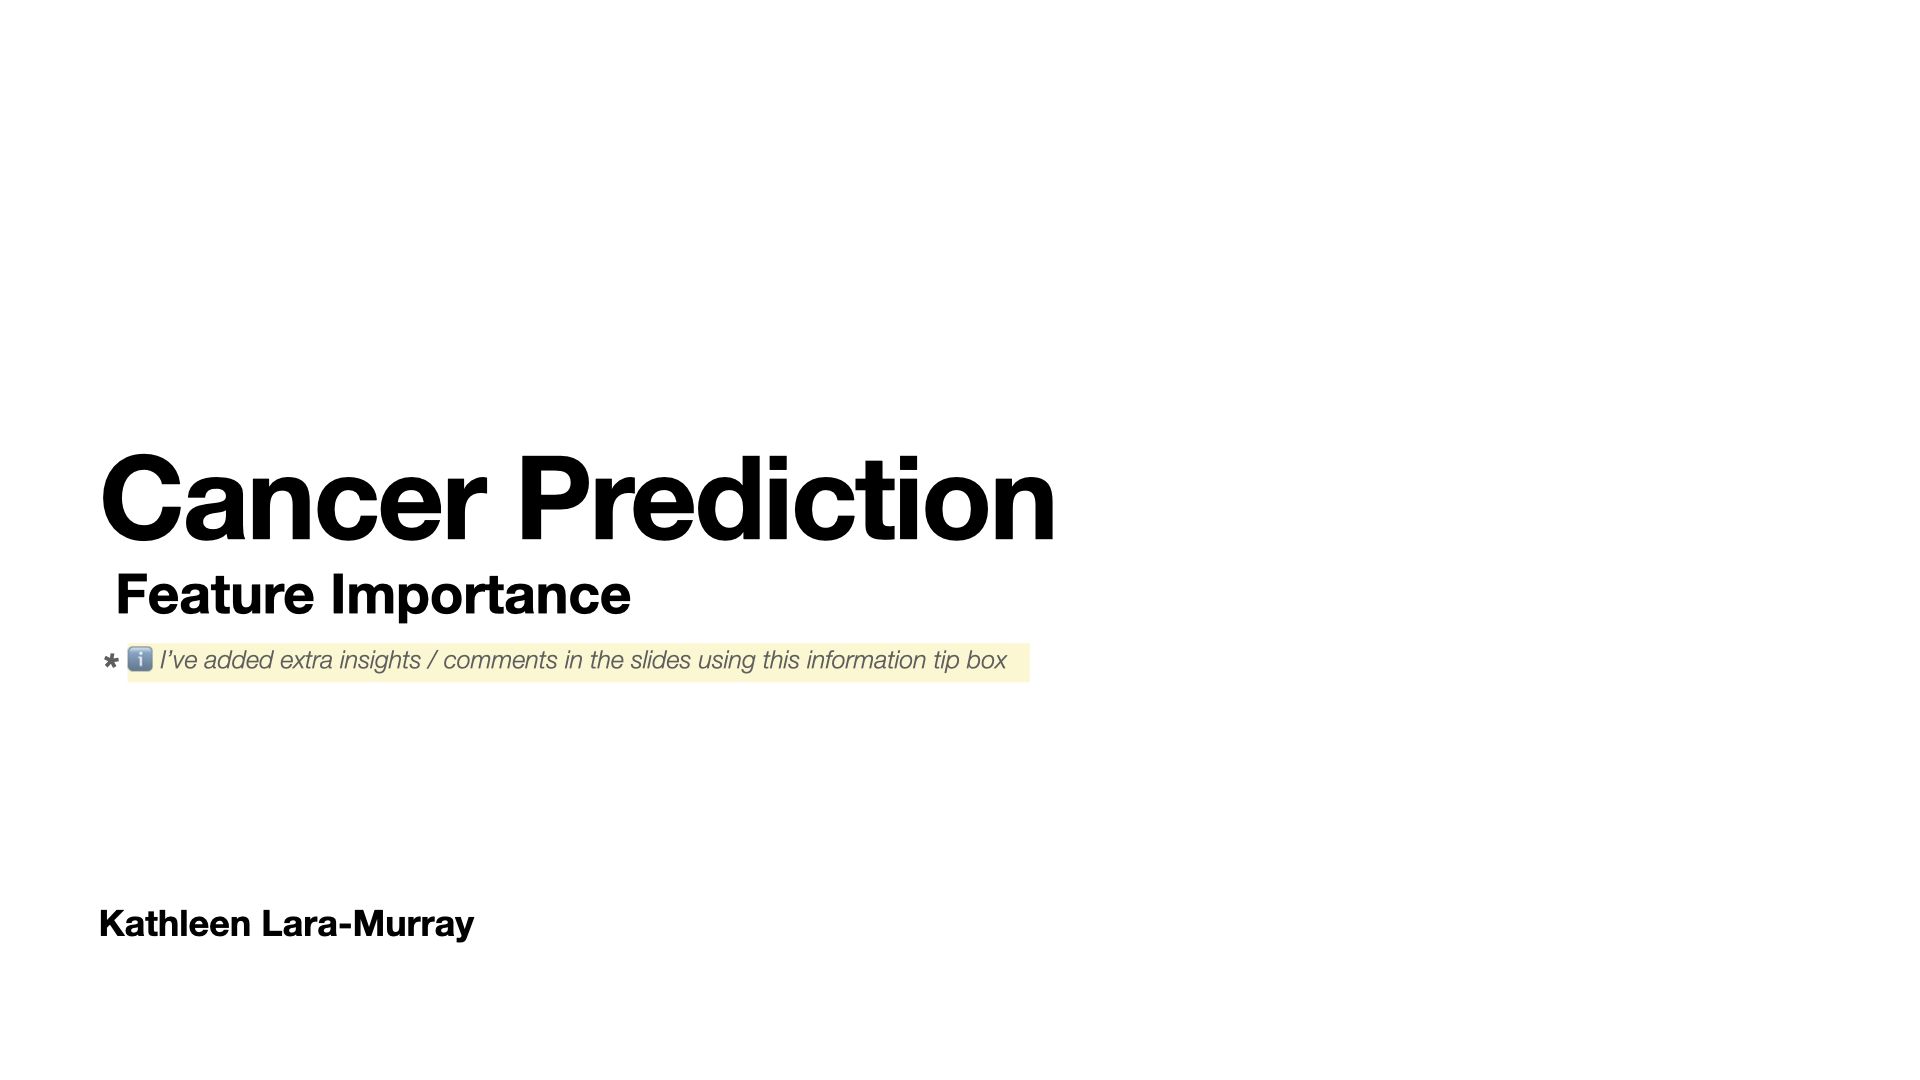 Cancer Prediction
Feature Importance
* ℹ️ I’ve added extra insights / comments in the slides using this information tip box
Kathleen Lara-Murray